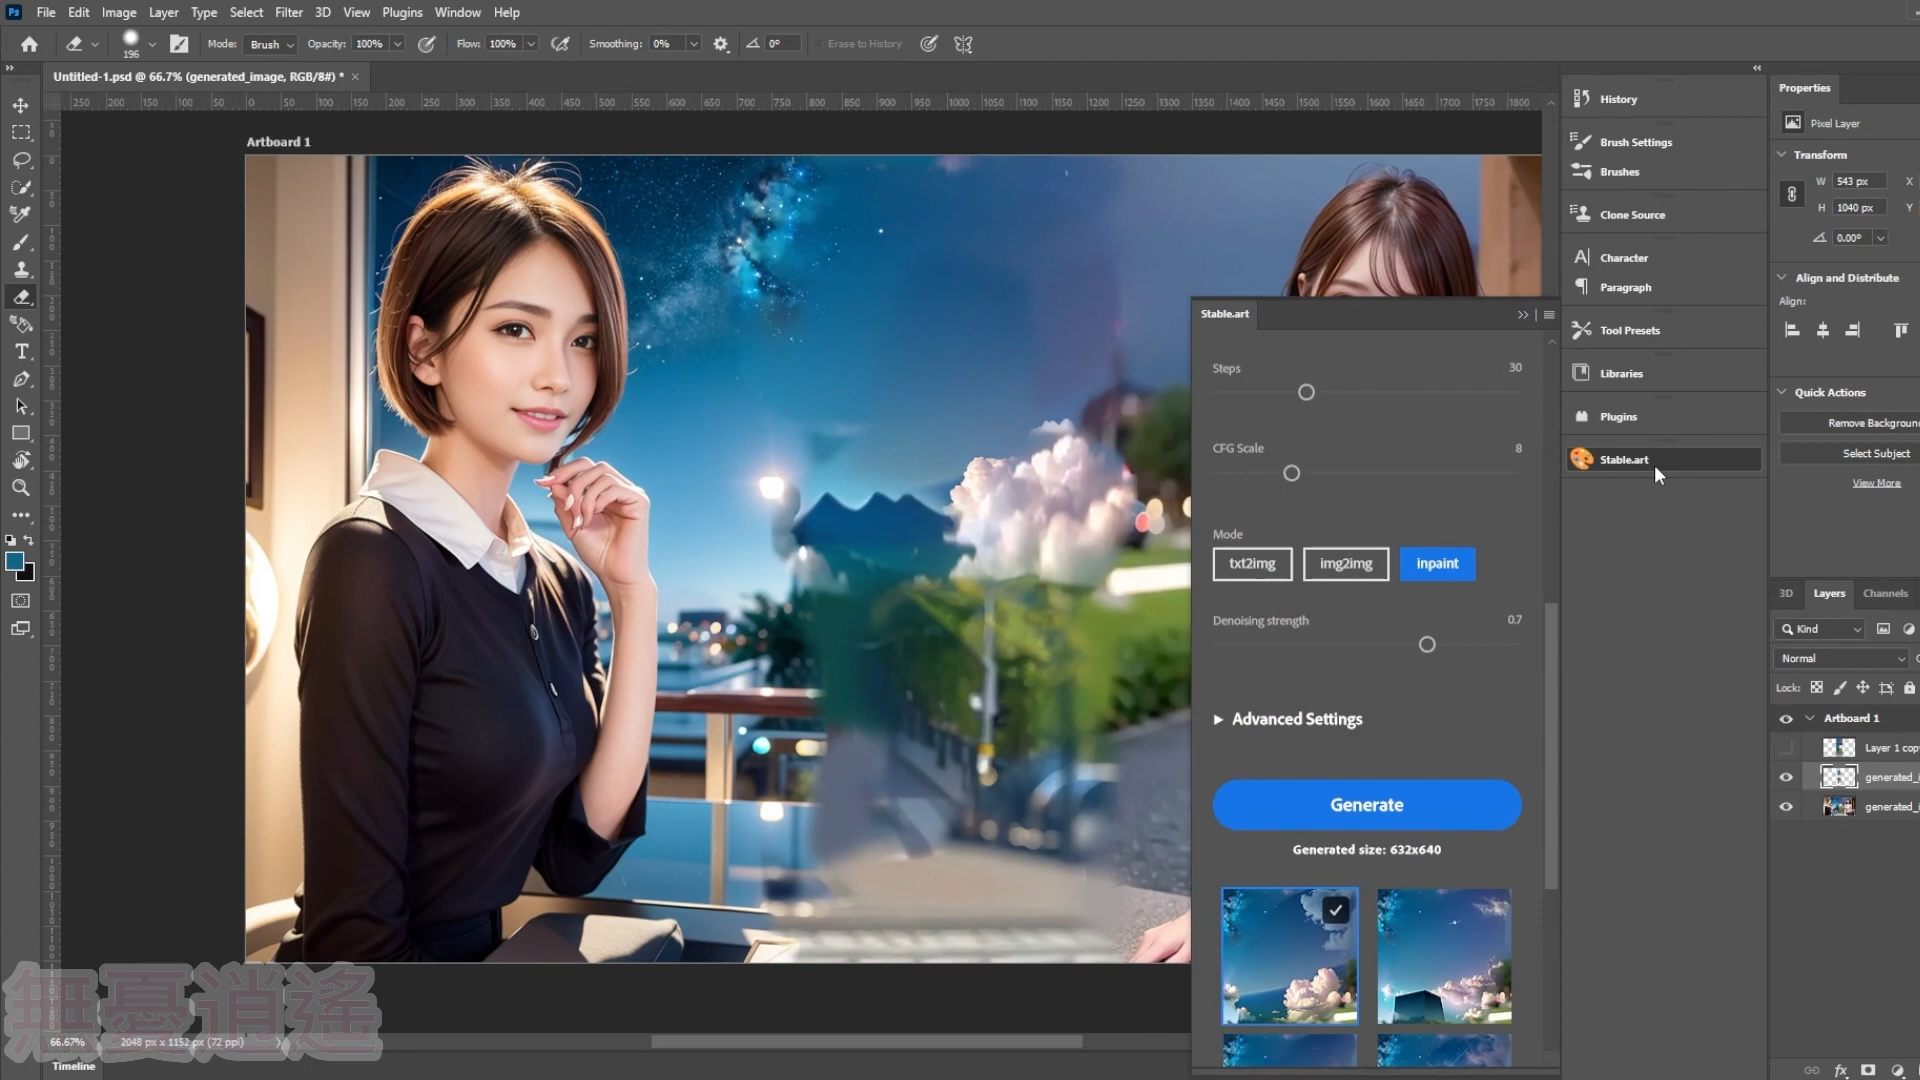 Ps File Edit Image Layer Type Select Filter 3D View Plugins Window Help
196 Mode: Brush Opacity: 100% Flow: 100% Smoothing: 0% 0° Erase to History
Untitled-1.psd @ 66.7% (generated_image, RGB/8#) * ×
250 200 150 100 50 0 50 100 150 200 250 300 350 400 450 500 550 600 650 700 750 800 850 900 950 1000 1050 1100 1150 1200 1250 1300 1350 1400 1450 1500 1550 1600 1650 1700 1750 1800
Artboard 1
Stable.art
Steps 30
CFG Scale 8
Mode
txt2img img2img inpaint
Denoising strength 0.7
Advanced Settings
Generate
Generated size: 632x640
History
Brush Settings
Brushes
Clone Source
Character
Paragraph
Tool Presets
Libraries
Plugins
Stable.art
Properties
Pixel Layer
Transform
W 543 px X
H 1040 px Y
0.00°
Align and Distribute
Align:
Quick Actions
Remove Background
Select Subject
View More
3D Layers Channels
Kind
Normal
Lock:
Artboard 1
Layer 1 cop
generated_i
generated_i
fx
無憂逍遙
66.67% 2048 px x 1152 px (72 ppi)
Timeline